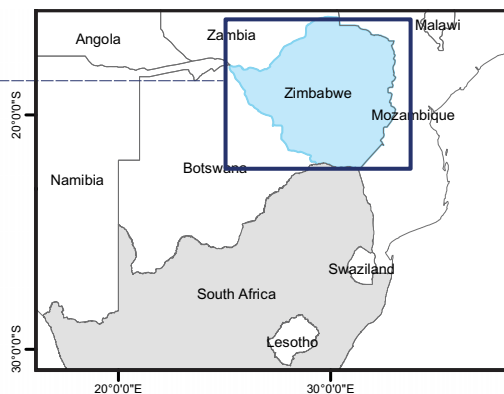 Malawi
Angola
Zambia
Zimbabwe
20°0'0"S
Mozambique
Botswana
Namibia
Swaziland
South Africa
Lesotho
30°0'0"S
20°0'0"E
30°0'0"E